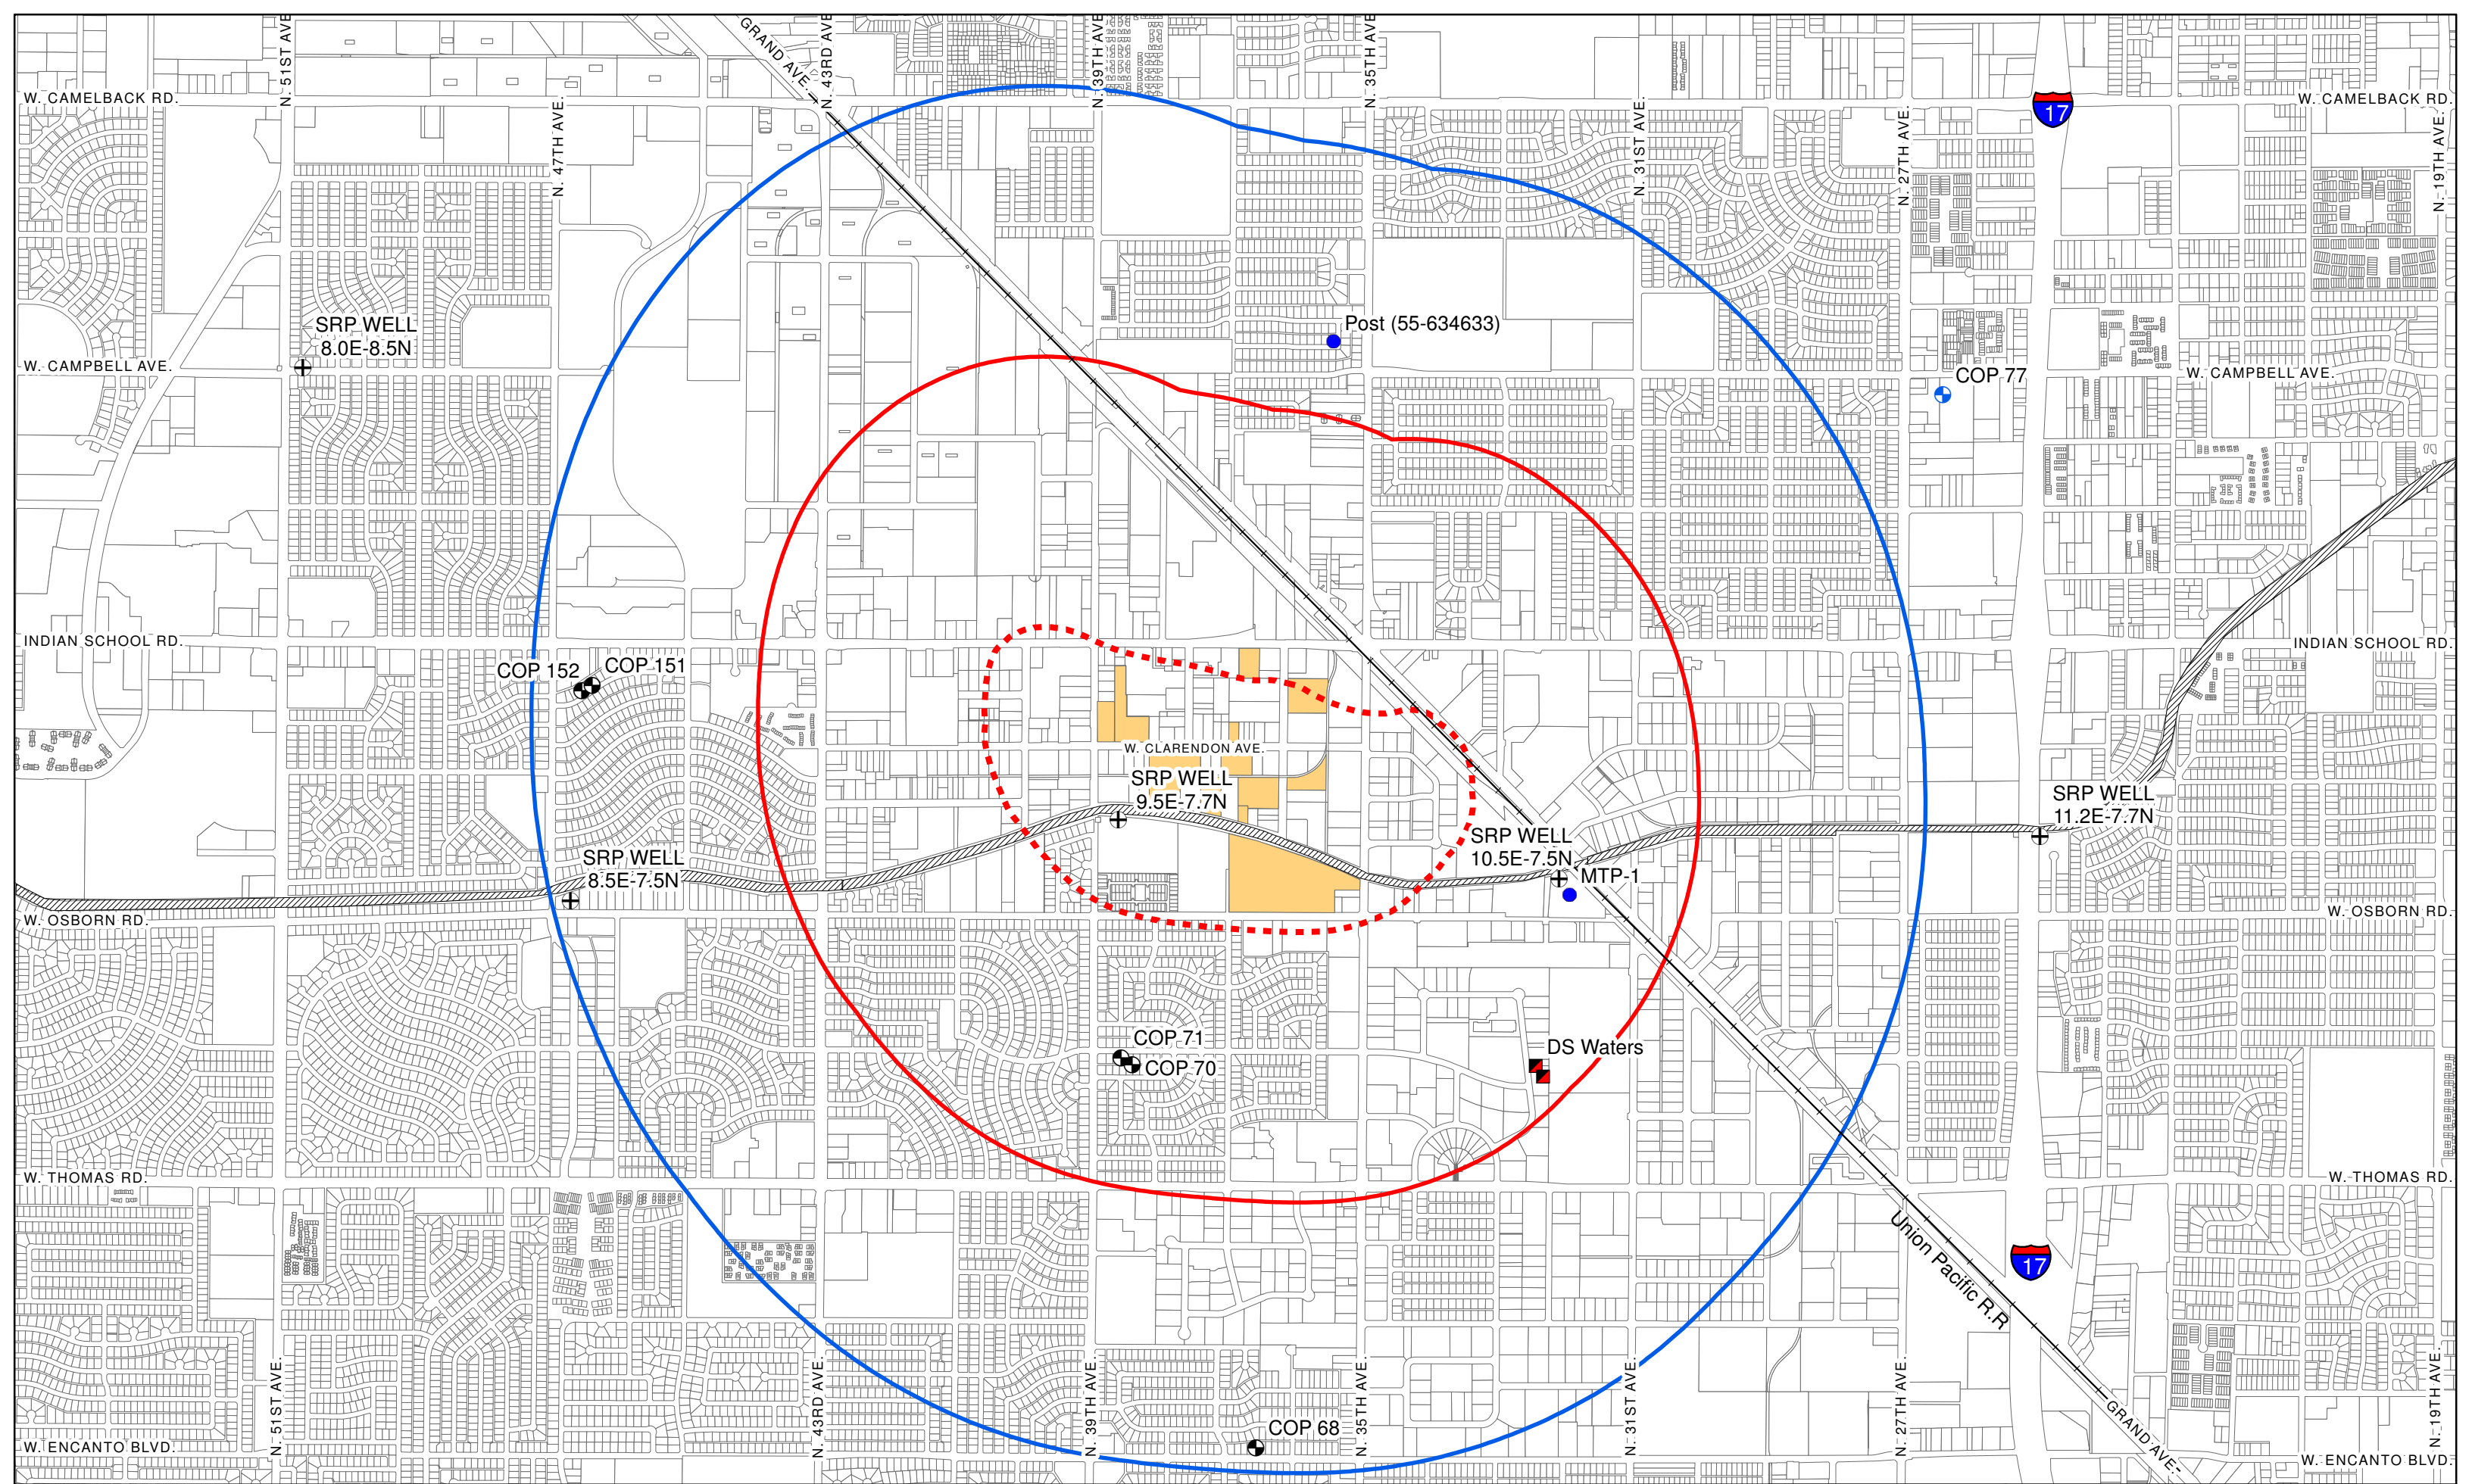 GRAND AVE.
N. 51ST AVE
N. 43RD AVE
N. 39TH AVE
N. 35TH AVE
W. CAMELBACK RD.
W. CAMELBACK RD.
17
N. 47TH AVE.
N. 31ST AVE.
N. 27TH AVE.
N. 19TH AVE.
SRP WELL
8.0E-8.5N
Post (55-634633)
W. CAMPBELL AVE.
COP 77
W. CAMPBELL AVE.
INDIAN SCHOOL RD.
INDIAN SCHOOL RD.
COP 152
COP 151
W. CLARENDON AVE.
SRP WELL
9.5E-7.7N
SRP WELL
11.2E-7.7N
SRP WELL
10.5E-7.5N
SRP WELL
8.5E-7.5N
MTP-1
W. OSBORN RD.
W. OSBORN RD.
COP 71
COP 70
DS Waters
W. THOMAS RD.
W. THOMAS RD.
Union Pacific R.R
17
N. 51ST AVE.
N. 43RD AVE.
N. 39TH AVE.
N. 35TH AVE.
N. 31ST AVE.
N. 27TH AVE.
N. 19TH AVE.
GRAND AVE.
COP 68
W. ENCANTO BLVD.
W. ENCANTO BLVD.